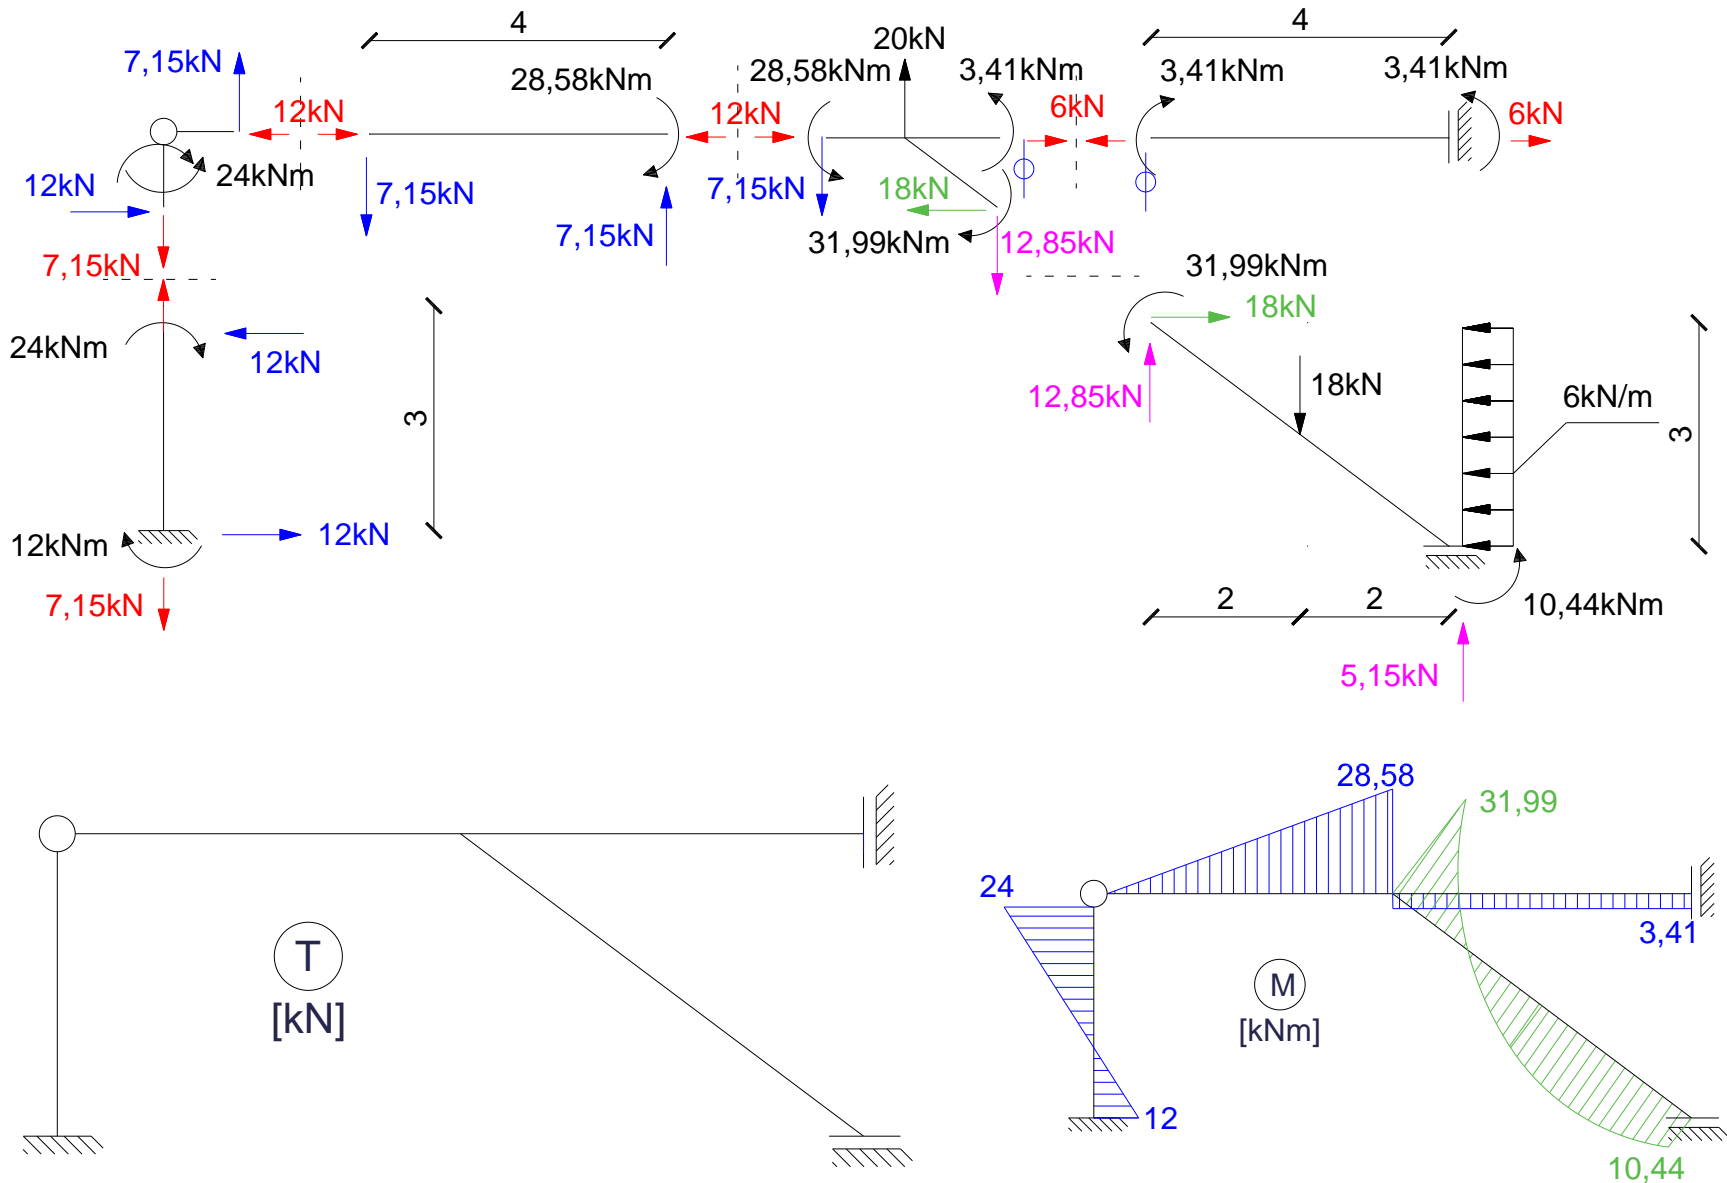 4
4
20kN
7,15kN
28,58kNm
28,58kNm
3,41kNm
3,41kNm
3,41kNm
12kN
12kN
6kN
6kN
24kNm
12kN
7,15kN
7,15kN
18kN
7,15kN
31,99kNm
12,85kN
7,15kN
31,99kNm
18kN
24kNm
12kN
18kN
12,85kN
6kN/m
3
3
12kNm
12kN
7,15kN
2
2
10,44kNm
5,15kN
28,58
31,99
24
3,41
T
[kN]
M
[kNm]
12
10,44